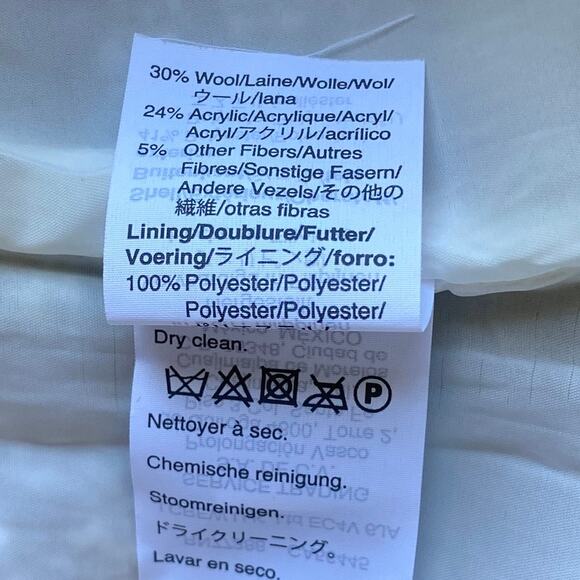 30% Wool/Laine/Wolle/Wol/
ウール/lana
24% Acrylic/Acrylique/Acryl/
Acryl/アクリル/acrílico
5% Other Fibers/Autres
Fibres/Sonstige Fasern/
Andere Vezels/その他の
繊維/otras fibras
Lining/Doublure/Futter/
Voering/ライニング/forro:
100% Polyester/Polyester/
Polyester/Polyester/
Dry clean.
P
Nettoyer à sec.
Chemische reinigung.
Stoomreinigen.
ドライクリーニング。
Lavar en seco.